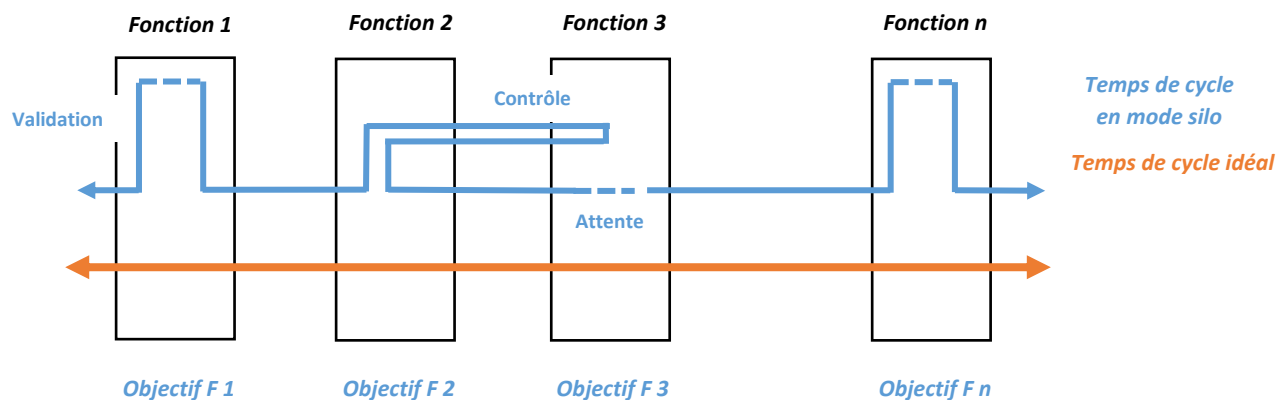 Fonction 1
Fonction 2
Fonction 3
Fonction n
Validation
Contrôle
Attente
Temps de cycle
en mode silo
Temps de cycle idéal
Objectif F 1
Objectif F 2
Objectif F 3
Objectif F n